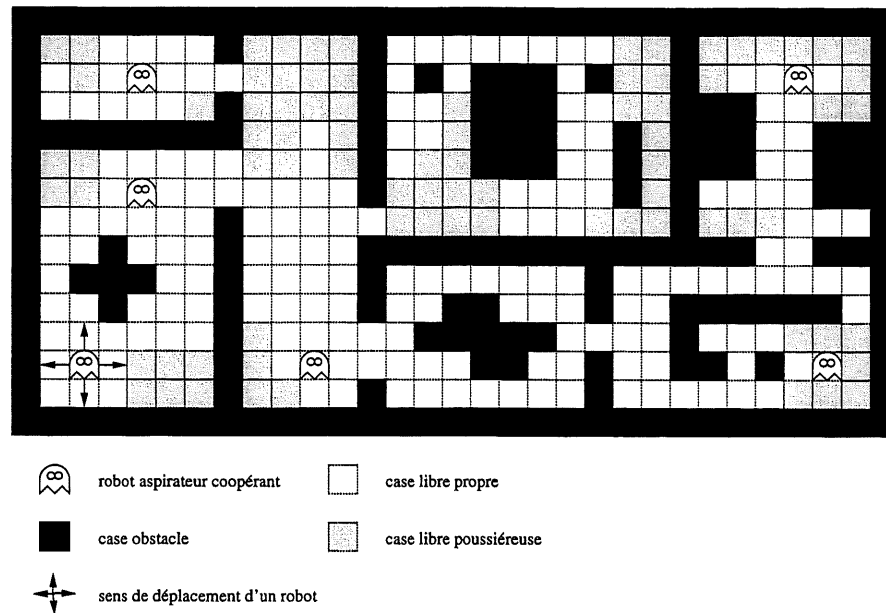 robot aspirateur coopérant
case libre propre
case obstacle
case libre poussiéreuse
sens de déplacement d'un robot